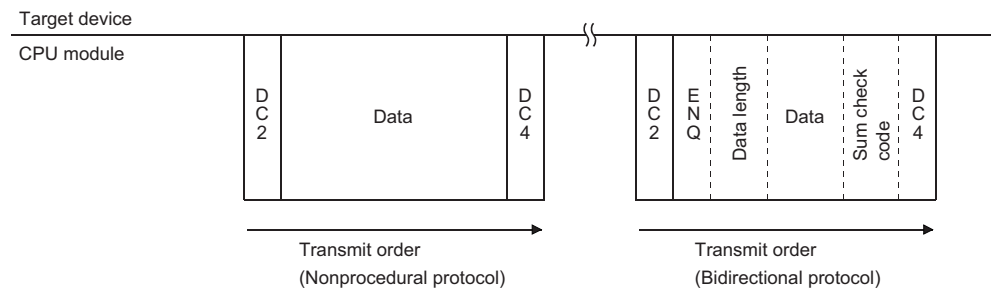 Target device
CPU module
DC2
Data
DC4
DC2
ENQ
Data length
Data
Sum check
code
DC4
Transmit order
(Nonprocedural protocol)
Transmit order
(Bidirectional protocol)